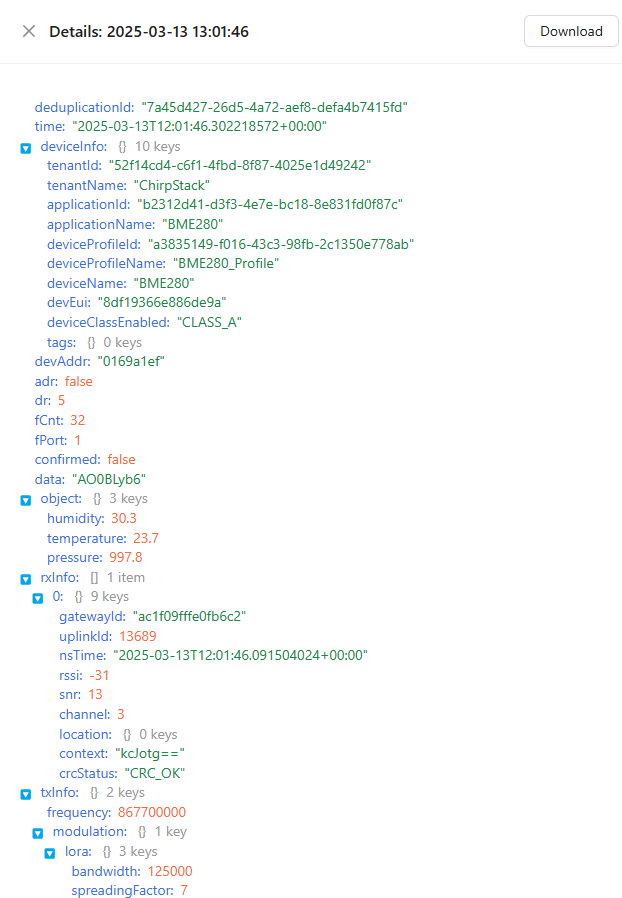 Details: 2025-03-13 13:01:46
Download
deduplicationId: "7a45d427-26d5-4a72-aef8-defa4b7415fd"
time: "2025-03-13T12:01:46.302218572+00:00"
deviceInfo: {} 10 keys
tenantId: "52f14cd4-c6f1-4fbd-8f87-4025e1d49242"
tenantName: "ChirpStack"
applicationId: "b2312d41-d3f3-4e7e-bc18-8e831fd0f87c"
applicationName: "BME280"
deviceProfileId: "a3835149-f016-43c3-98fb-2c1350e778ab"
deviceProfileName: "BME280_Profile"
deviceName: "BME280"
devEui: "8df19366e886de9a"
deviceClassEnabled: "CLASS_A"
tags: {} 0 keys
devAddr: "0169a1ef"
adr: false
dr: 5
fCnt: 32
fPort: 1
confirmed: false
data: "AO0BLyb6"
object: {} 3 keys
humidity: 30.3
temperature: 23.7
pressure: 997.8
rxInfo: [] 1 item
0: {} 9 keys
gatewayId: "ac1f09fffe0fb6c2"
uplinkId: 13689
nsTime: "2025-03-13T12:01:46.091504024+00:00"
rssi: -31
snr: 13
channel: 3
location: {} 0 keys
context: "kcJotg=="
crcStatus: "CRC_OK"
txInfo: {} 2 keys
frequency: 867700000
modulation: {} 1 key
lora: {} 3 keys
bandwidth: 125000
spreadingFactor: 7